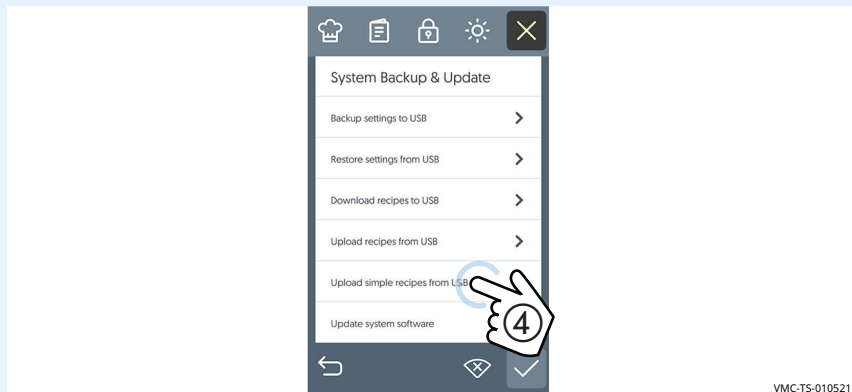 System Backup & Update
Backup settings to USB
Restore settings from USB
Download recipes to USB
Upload recipes from USB
Upload simple recipes from USB
Update system software
4
VMC-TS-010521